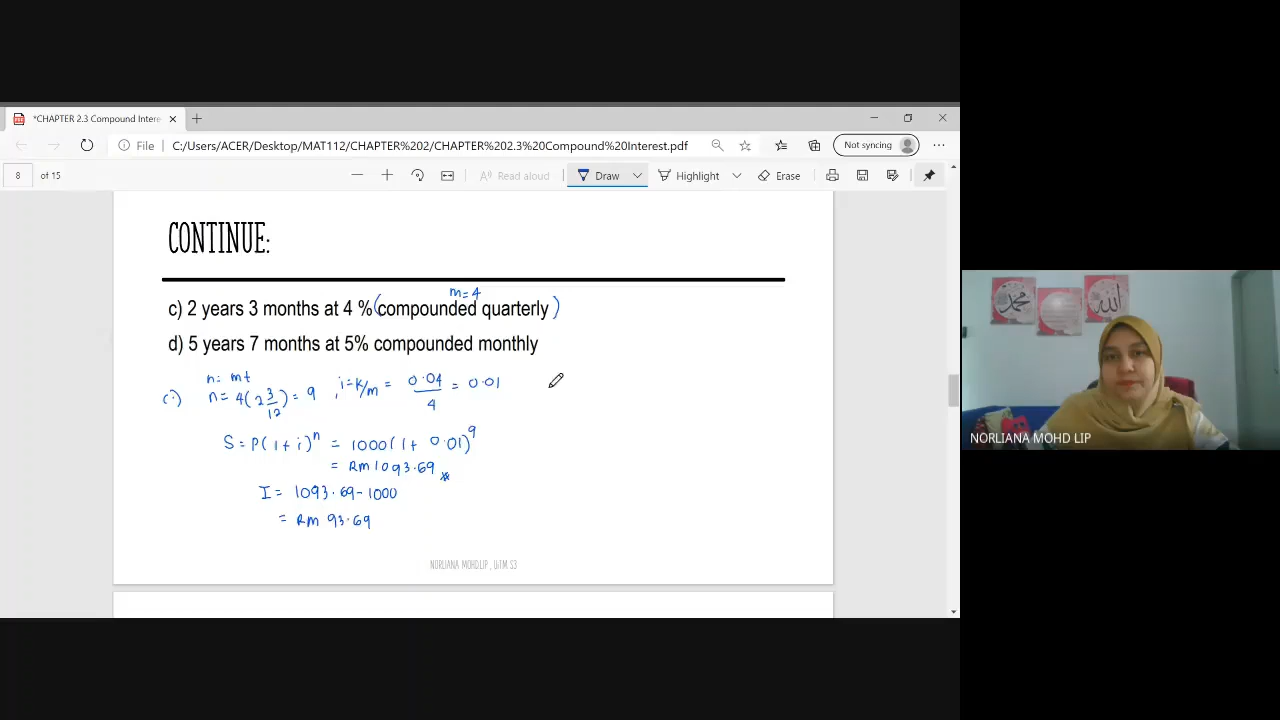 *CHAPTER 2.3 Compound Intere
File C:/Users/ACER/Desktop/MAT112/CHAPTER%202/CHAPTER%202.3%20Compound%20Interest.pdf Not syncing
8 of 15 Read aloud Draw Highlight Erase
CONTINUE:
m=4
c) 2 years 3 months at 4 % (compounded quarterly)
d) 5 years 7 months at 5% compounded monthly
n= mt
c.) n= 4(2 3/12) = 9 , i= k/m = 0.04/4 = 0.01
S= P(1+i)^n = 1000(1+ 0.01)^9
= RM1093.69 *
I= 1093.69-1000
= RM 93.69
NORLIANA MOHD LIP , UiTM S3
محمد
الله
NORLIANA MOHD LIP